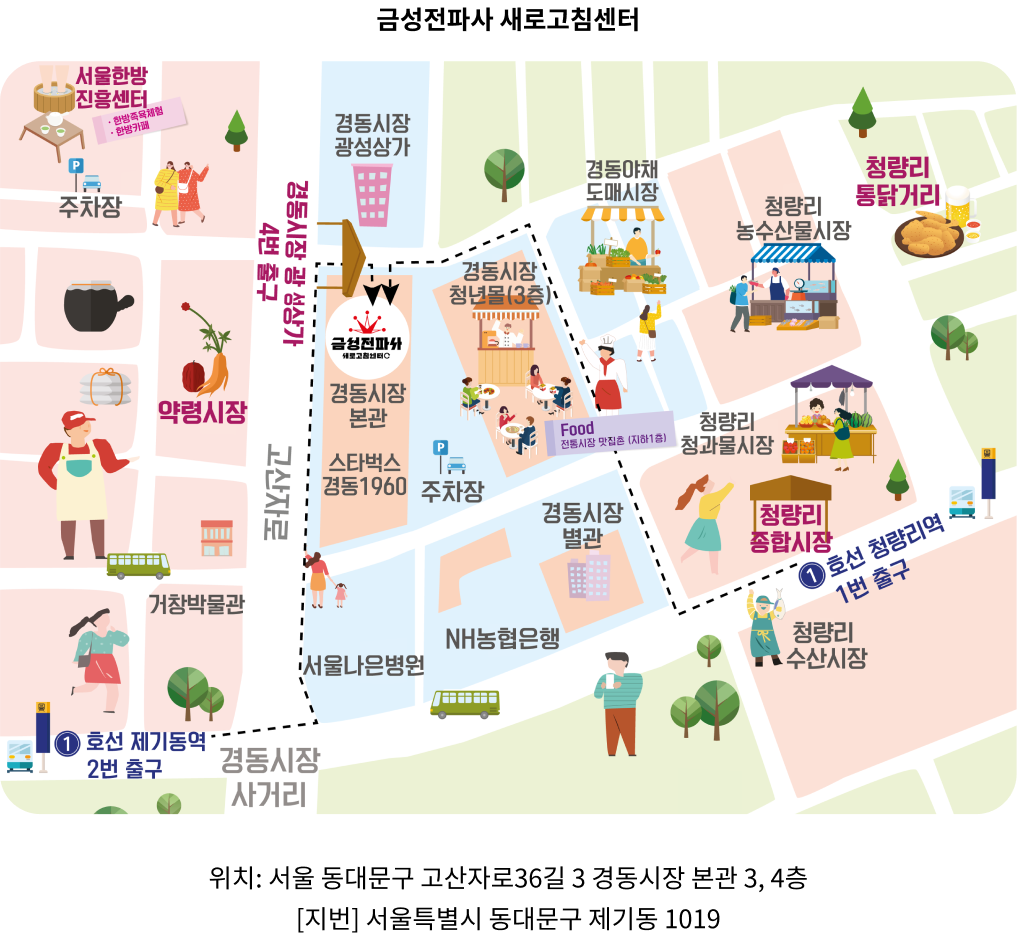 금성전파사 새로고침센터
서울한방
진흥센터
· 한방족욕체험
· 한방카페
P
주차장
경동시장
광성상가
경동시장 광성상가
4번 출구
경동야채
도매시장
청량리
통닭거리
청량리
농수산물시장
경동시장
청년몰(3층)
금성전파사
새로고침센터
경동시장
본관
스타벅스
경동1960
P
주차장
약령시장
고산자로
Food
전통시장 맛집촌 (지하1층)
청량리
청과물시장
청량리
종합시장
경동시장
별관
1 호선 청량리역
1번 출구
거창박물관
NH농협은행
서울나은병원
청량리
수산시장
1 호선 제기동역
2번 출구
경동시장
사거리
위치: 서울 동대문구 고산자로36길 3 경동시장 본관 3, 4층
[지번] 서울특별시 동대문구 제기동 1019